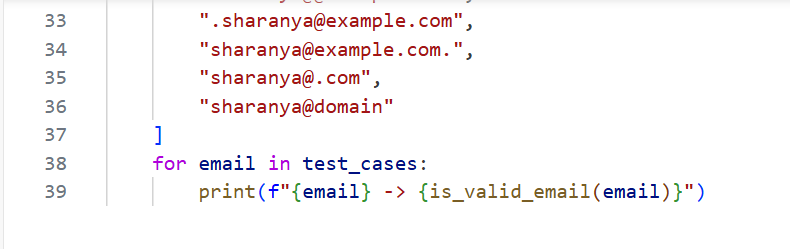 33 ".sharanya@example.com",
34 "sharanya@example.com.",
35 "sharanya@.com",
36 "sharanya@domain"
37 ]
38 for email in test_cases:
39 print(f"{email} -> {is_valid_email(email)}")